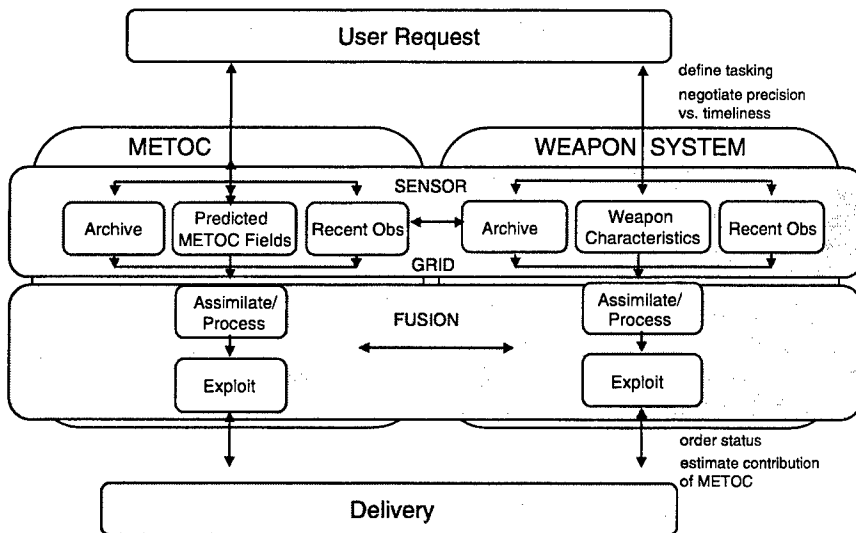 User Request
define tasking
negotiate precision
vs. timeliness
METOC
WEAPON SYSTEM
SENSOR
Archive
Predicted
METOC Fields
Recent Obs
Archive
Weapon
Characteristics
Recent Obs
GRID
Assimilate/
Process
FUSION
Assimilate/
Process
Exploit
Exploit
order status
estimate contribution
of METOC
Delivery